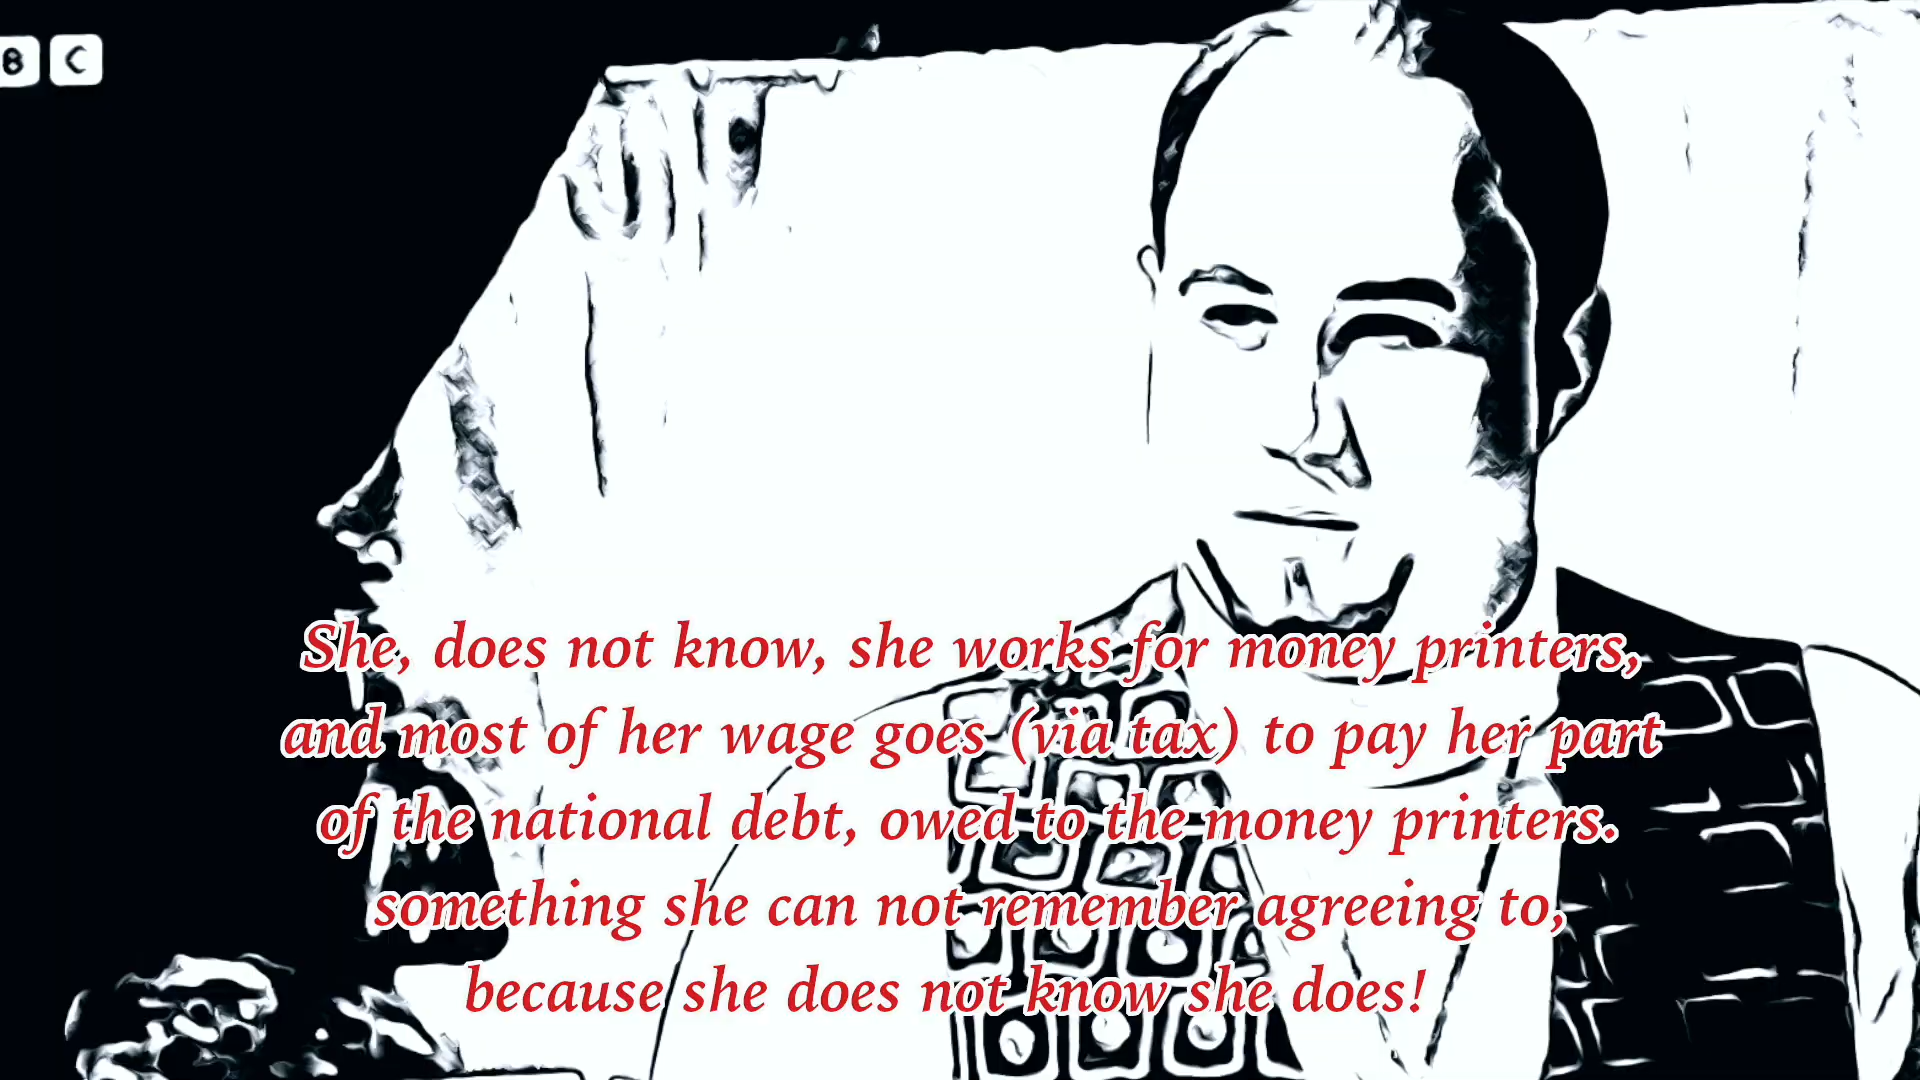 B C
She, does not know, she works for money printers,
and most of her wage goes (via tax) to pay her part
of the national debt, owed to the money printers.
something she can not remember agreeing to,
because she does not know she does!